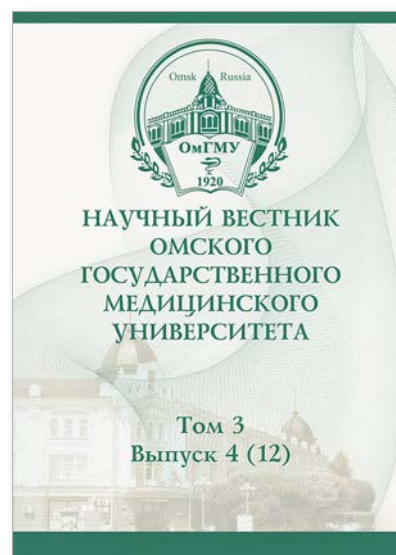 Omsk Russia
ОмГМУ
1920
НАУЧНЫЙ ВЕСТНИК
ОМСКОГО
ГОСУДАРСТВЕННОГО
МЕДИЦИНСКОГО
УНИВЕРСИТЕТА
Том 3
Выпуск 4 (12)